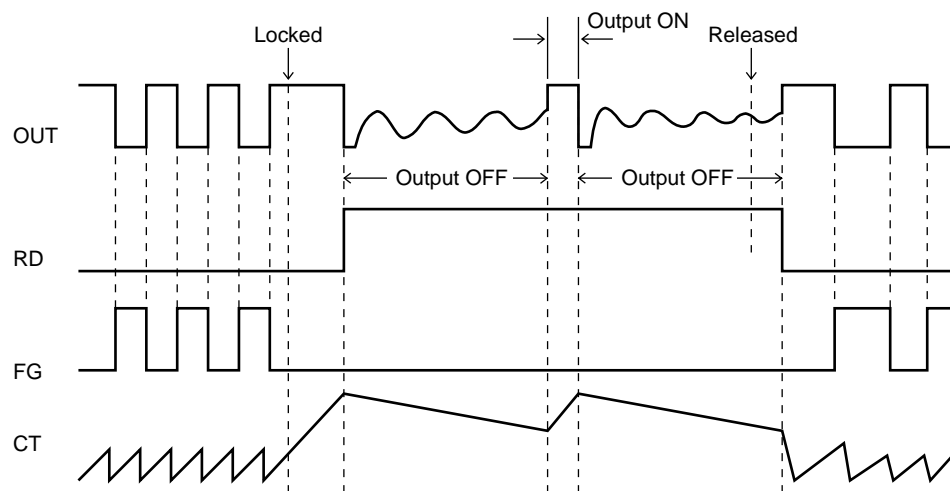 Output ON
Locked
Released
OUT
Output OFF
Output OFF
RD
FG
CT